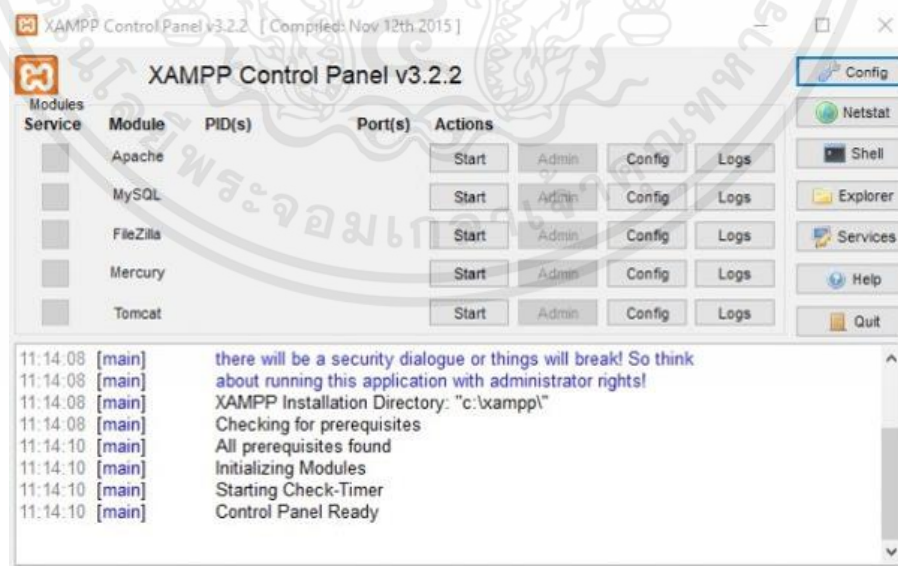 XAMPP Control Panel v3.2.2 [ Compiled: Nov 12th 2015 ]
XAMPP Control Panel v3.2.2
Config
Modules
Service Module PID(s) Port(s) Actions
Netstat
Apache Start Admin Config Logs
Shell
MySQL Start Admin Config Logs
Explorer
FileZilla Start Admin Config Logs
Services
Mercury Start Admin Config Logs
Help
Tomcat Start Admin Config Logs
Quit
11:14:08 [main] there will be a security dialogue or things will break! So think
11:14:08 [main] about running this application with administrator rights!
11:14:08 [main] XAMPP Installation Directory: "c:\xampp\"
11:14:08 [main] Checking for prerequisites
11:14:10 [main] All prerequisites found
11:14:10 [main] Initializing Modules
11:14:10 [main] Starting Check-Timer
11:14:10 [main] Control Panel Ready